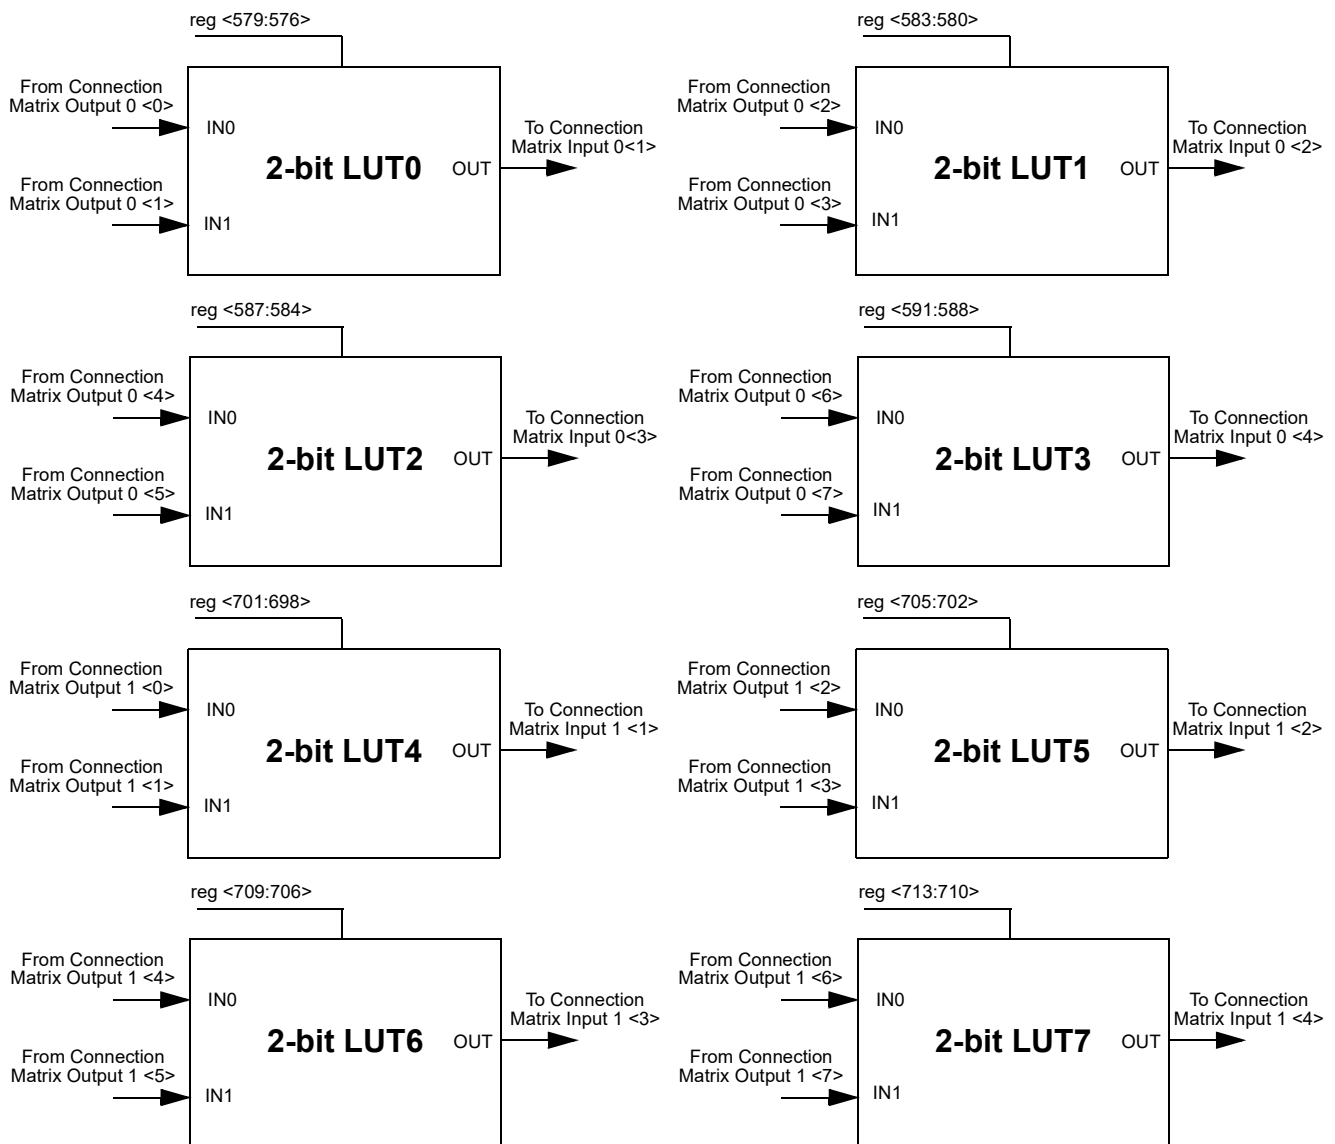 reg <579:576>
From Connection
Matrix Output 0 <0>
IN0
From Connection
Matrix Output 0 <1>
IN1
2-bit LUT0
OUT
To Connection
Matrix Input 0<1>
reg <583:580>
From Connection
Matrix Output 0 <2>
IN0
From Connection
Matrix Output 0 <3>
IN1
2-bit LUT1
OUT
To Connection
Matrix Input 0 <2>
reg <587:584>
From Connection
Matrix Output 0 <4>
IN0
From Connection
Matrix Output 0 <5>
IN1
2-bit LUT2
OUT
To Connection
Matrix Input 0<3>
reg <591:588>
From Connection
Matrix Output 0 <6>
IN0
From Connection
Matrix Output 0 <7>
IN1
2-bit LUT3
OUT
To Connection
Matrix Input 0 <4>
reg <701:698>
From Connection
Matrix Output 1 <0>
IN0
From Connection
Matrix Output 1 <1>
IN1
2-bit LUT4
OUT
To Connection
Matrix Input 1 <1>
reg <705:702>
From Connection
Matrix Output 1 <2>
IN0
From Connection
Matrix Output 1 <3>
IN1
2-bit LUT5
OUT
To Connection
Matrix Input 1 <2>
reg <709:706>
From Connection
Matrix Output 1 <4>
IN0
From Connection
Matrix Output 1 <5>
IN1
2-bit LUT6
OUT
To Connection
Matrix Input 1 <3>
reg <713:710>
From Connection
Matrix Output 1 <6>
IN0
From Connection
Matrix Output 1 <7>
IN1
2-bit LUT7
OUT
To Connection
Matrix Input 1 <4>